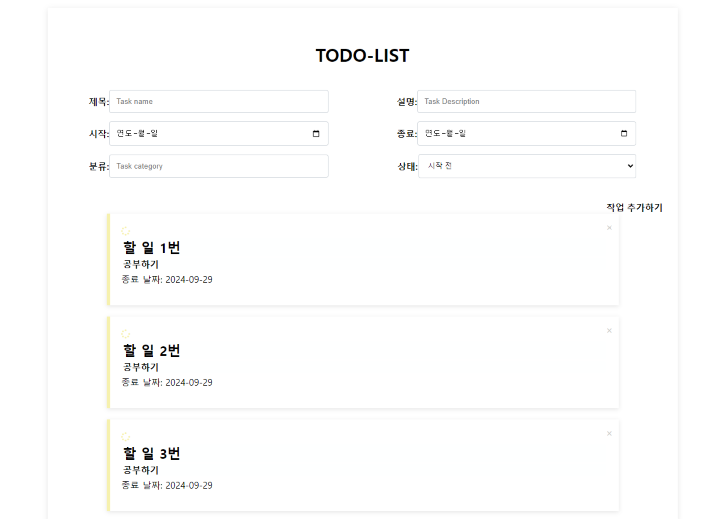 TODO-LIST
제목: Task name 설명: Task Description
시작: 연도-월-일 종료: 연도-월-일
분류: Task category 상태: 시작 전
작업 추가하기
×
할 일 1번
공부하기
종료 날짜: 2024-09-29
×
할 일 2번
공부하기
종료 날짜: 2024-09-29
×
할 일 3번
공부하기
종료 날짜: 2024-09-29